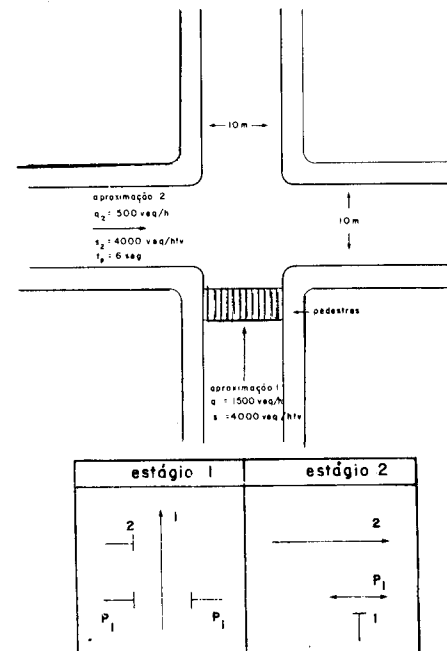 10 m
aproximação 2
q₂ = 500 veq/h
s₂ = 4000 veq/htv
tₚ = 6 seg
10 m
pedestres
aproximação 1
q = 1500 veq/h
s = 4000 veq/htv
estágio 1
estágio 2
1
2
2
P₁
P₁
P₁
1